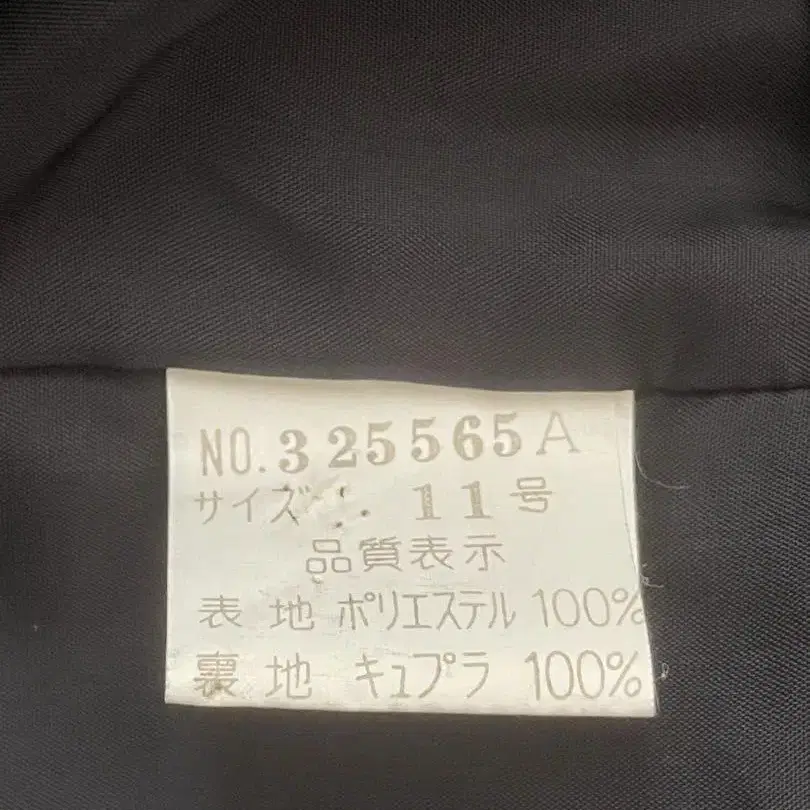 NO.325565A
サイズ 11号
品質表示
表地 ポリエステル 100%
裏地 キュプラ 100%